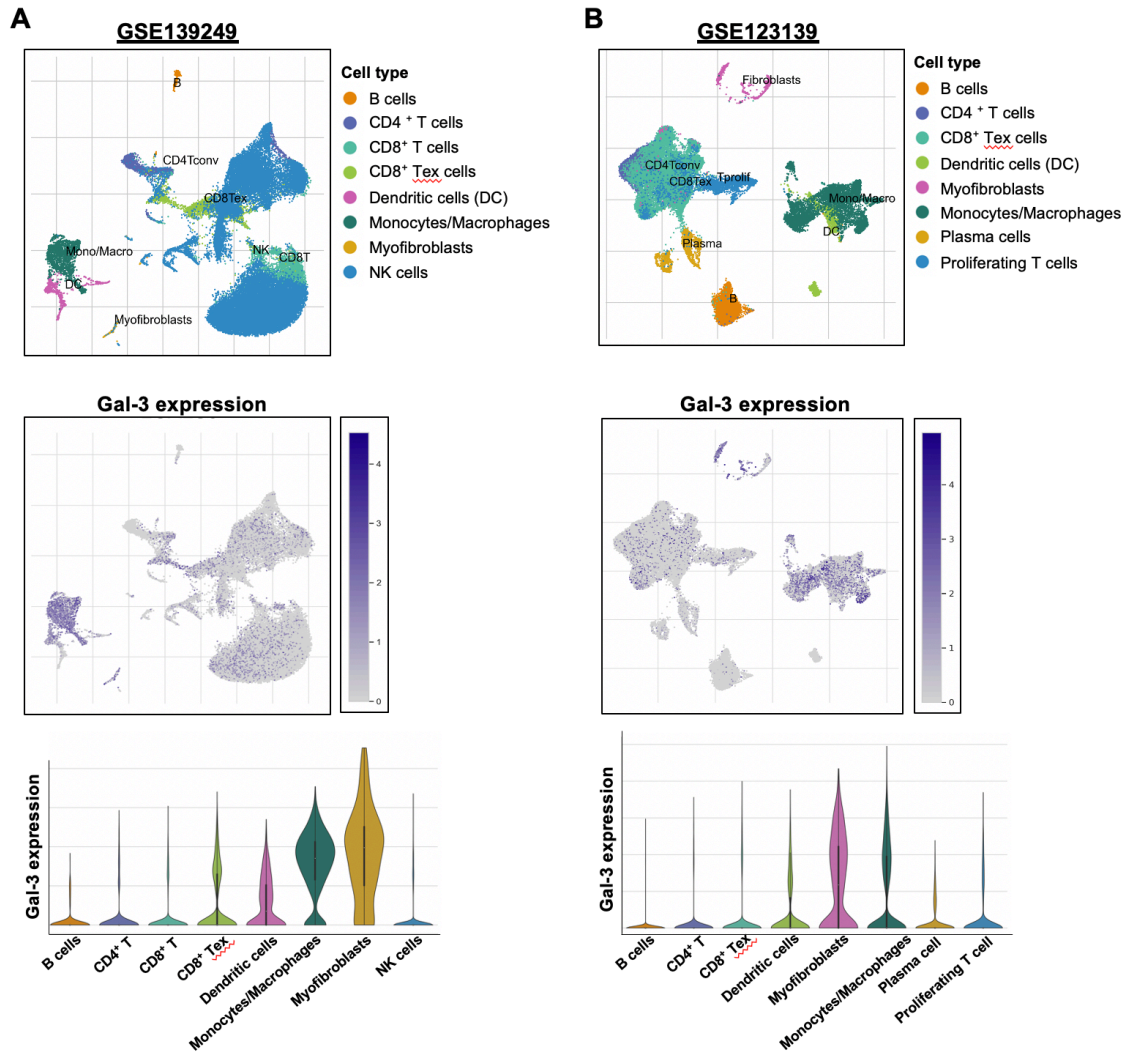 A
GSE139249
B
CD4Tconv
CD8Tex
NK
CD8T
Mono/Macro
DC
Myofibroblasts
Cell type
B cells
CD4 + T cells
CD8+ T cells
CD8+ Tex cells
Dendritic cells (DC)
Monocytes/Macrophages
Myofibroblasts
NK cells
B
GSE123139
Fibroblasts
CD4Tconv
CD8Tex
Tprolif
Mono/Macro
DC
Plasma
B
Cell type
B cells
CD4 + T cells
CD8+ Tex cells
Dendritic cells (DC)
Myofibroblasts
Monocytes/Macrophages
Plasma cells
Proliferating T cells
Gal-3 expression
4
3
2
1
0
Gal-3 expression
4
3
2
1
0
Gal-3 expression
B cells
CD4+ T
CD8+ T
CD8+ Tex
Dendritic cells
Monocytes/Macrophages
Myofibroblasts
NK cells
Gal-3 expression
B cells
CD4+ T
CD8+ Tex
Dendritic cells
Myofibroblasts
Monocytes/Macrophages
Plasma cell
Proliferating T cell